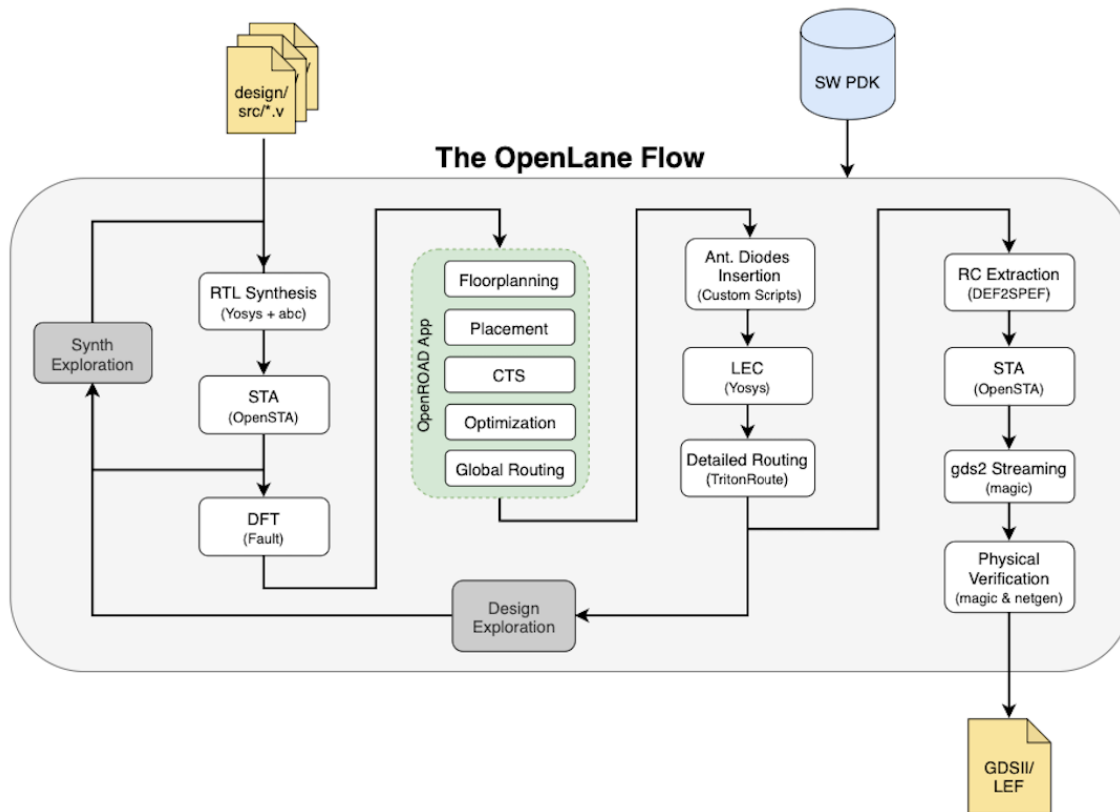 design/
src/*.v
SW PDK
The OpenLane Flow
RTL Synthesis
(Yosys + abc)
Synth
Exploration
STA
(OpenSTA)
DFT
(Fault)
OpenROAD App
Floorplanning
Placement
CTS
Optimization
Global Routing
Design
Exploration
Ant. Diodes
Insertion
(Custom Scripts)
LEC
(Yosys)
Detailed Routing
(TritonRoute)
RC Extraction
(DEF2SPEF)
STA
(OpenSTA)
gds2 Streaming
(magic)
Physical
Verification
(magic & netgen)
GDSII/
LEF